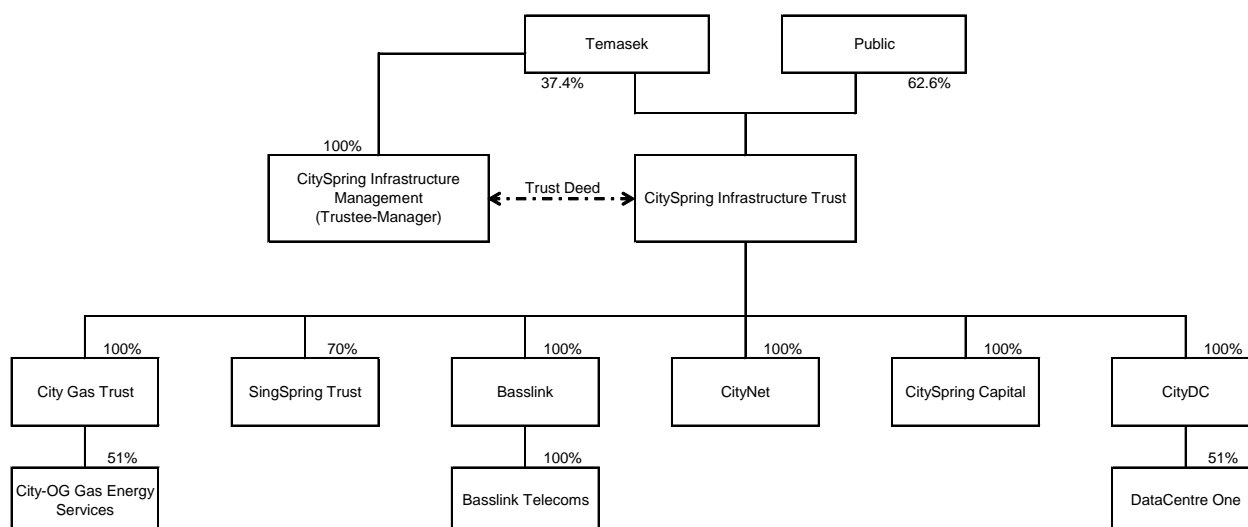 Temasek
Public
37.4%
62.6%
100%
CitySpring Infrastructure
Management
(Trustee-Manager)
Trust Deed
CitySpring Infrastructure Trust
100%
70%
100%
100%
100%
100%
City Gas Trust
SingSpring Trust
Basslink
CityNet
CitySpring Capital
CityDC
51%
100%
51%
City-OG Gas Energy
Services
Basslink Telecoms
DataCentre One